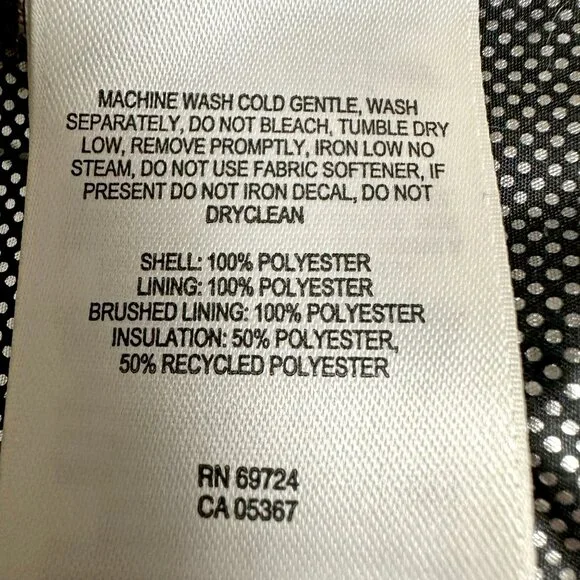 MACHINE WASH COLD GENTLE, WASH
SEPARATELY, DO NOT BLEACH, TUMBLE DRY
LOW, REMOVE PROMPTLY, IRON LOW NO
STEAM, DO NOT USE FABRIC SOFTENER, IF
PRESENT DO NOT IRON DECAL, DO NOT
DRYCLEAN
SHELL: 100% POLYESTER
LINING: 100% POLYESTER
BRUSHED LINING: 100% POLYESTER
INSULATION: 50% POLYESTER,
50% RECYCLED POLYESTER
RN 69724
CA 05367